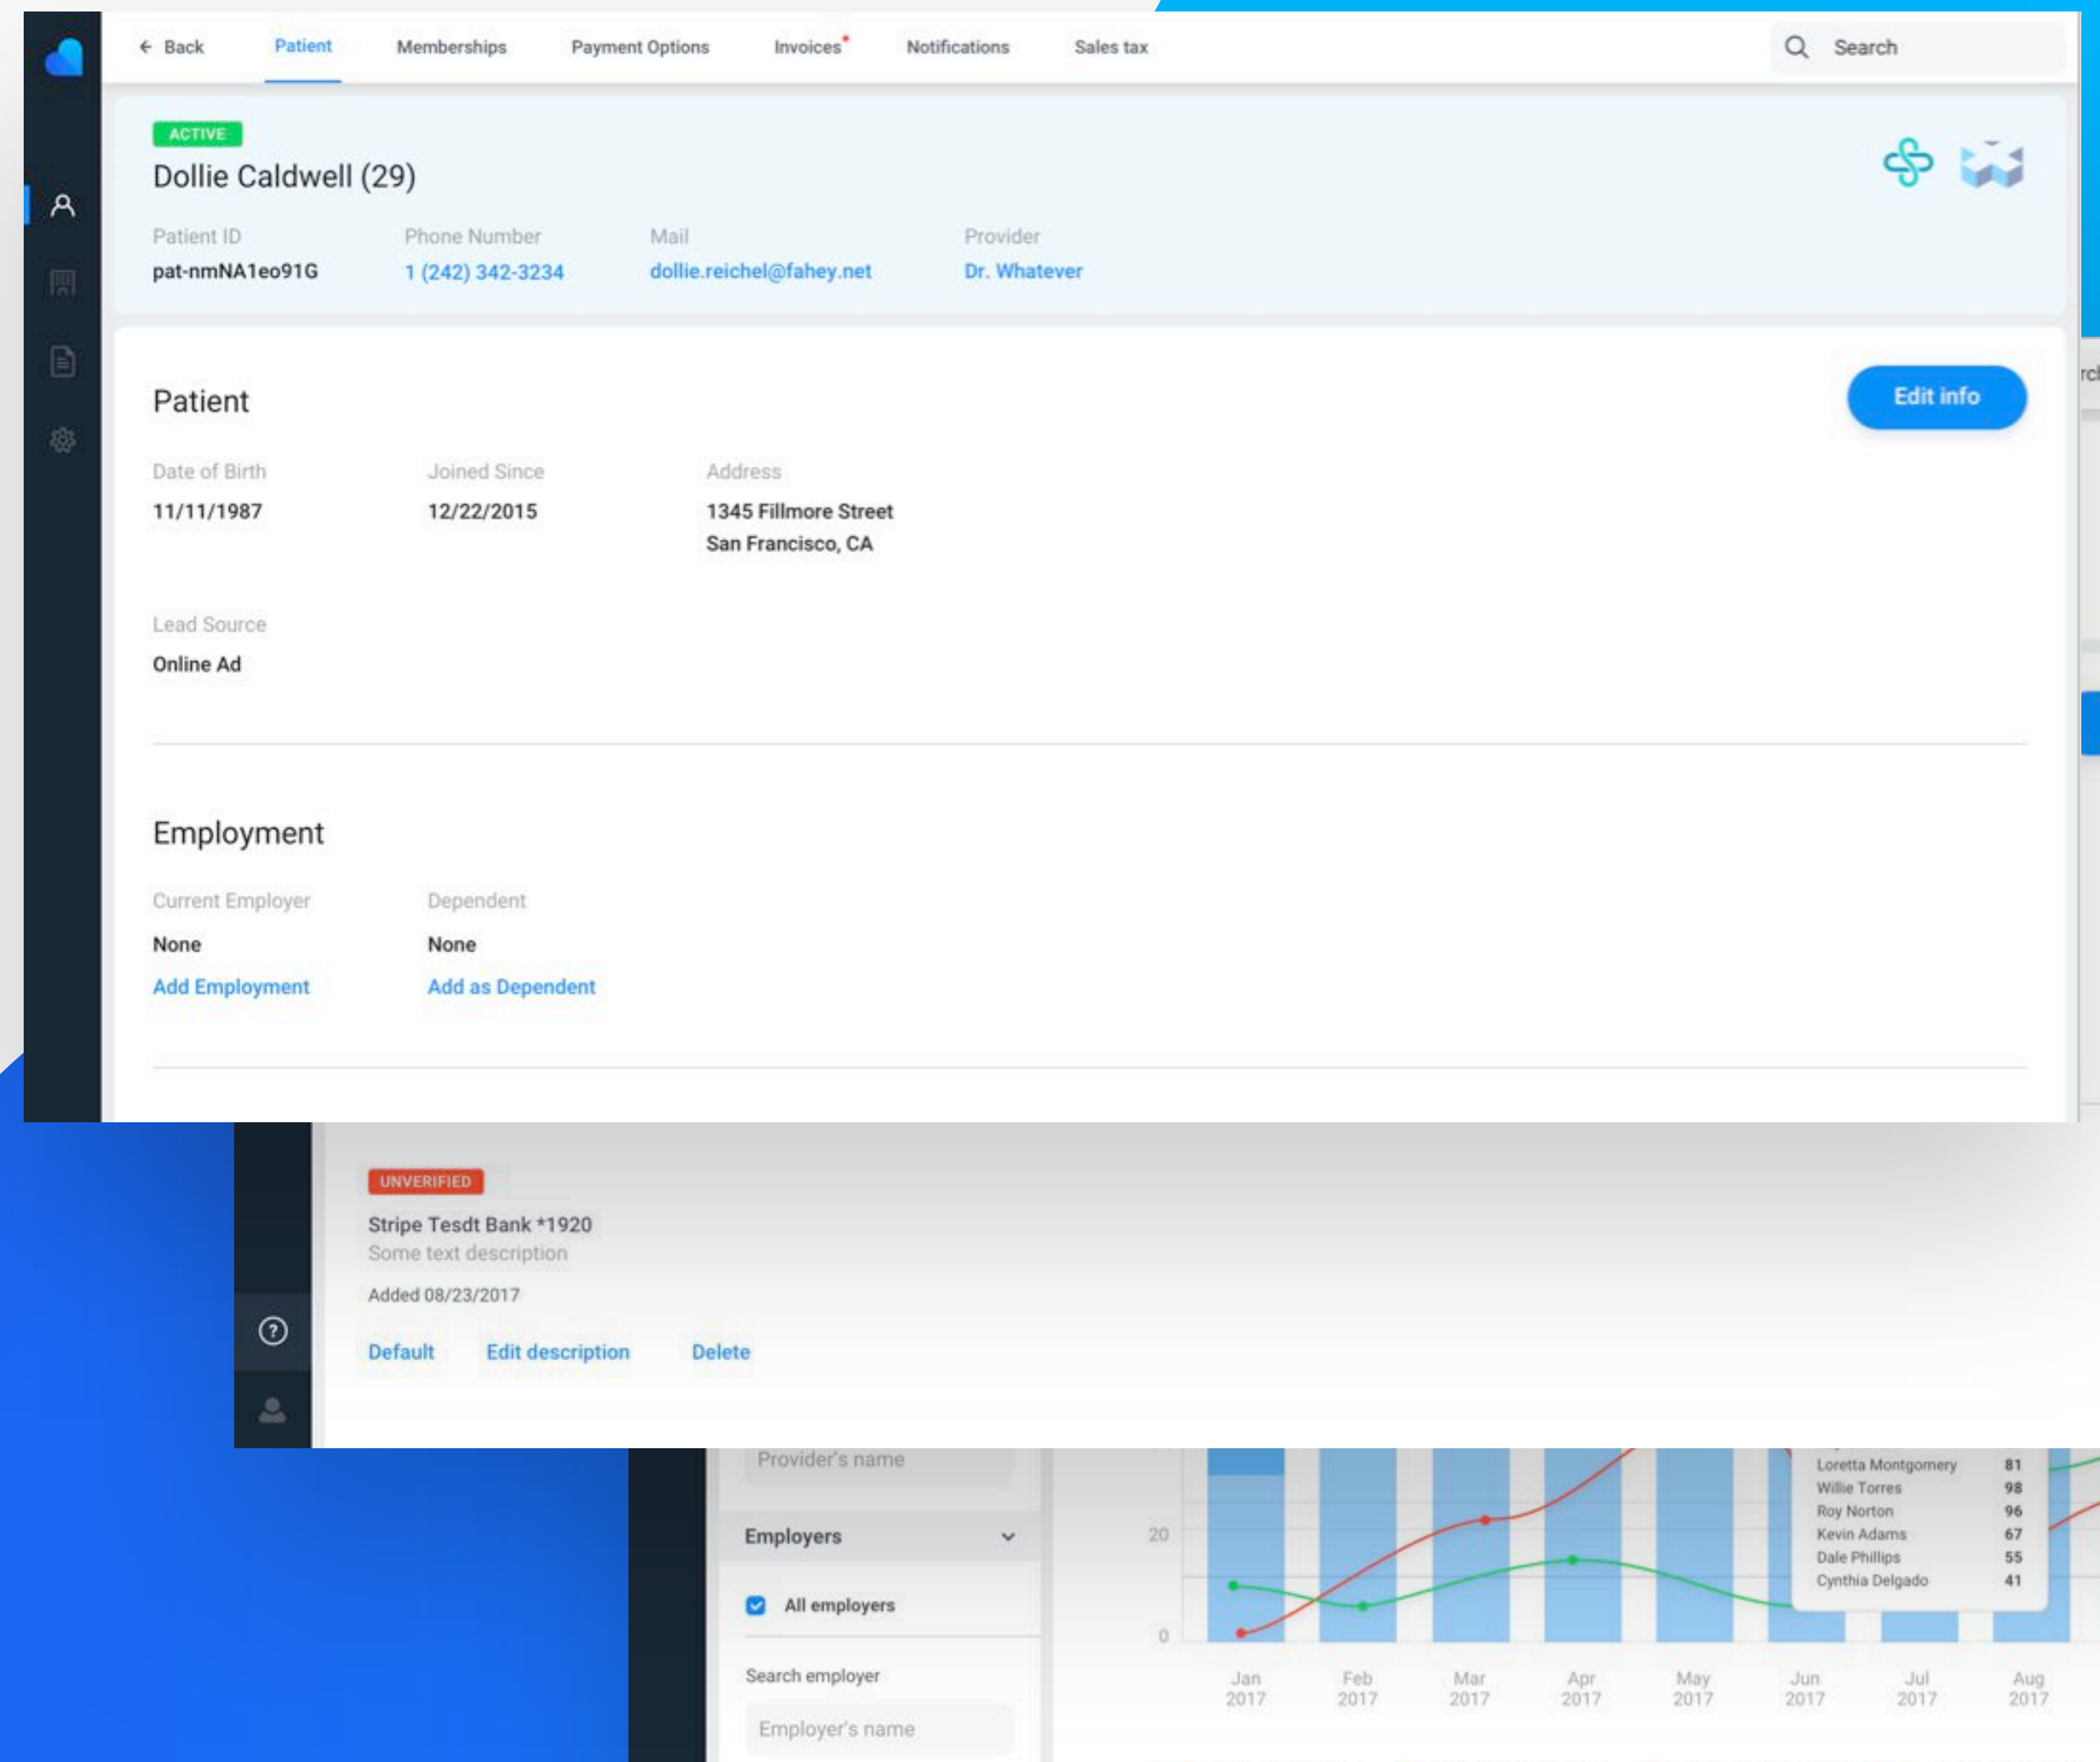 ← Back Patient Memberships Payment Options Invoices Notifications Sales tax Search
ACTIVE
Dollie Caldwell (29)
Patient ID Phone Number Mail Provider
pat-nmNA1eo91G 1 (242) 342-3234 dollie.reichel@fahey.net Dr. Whatever
Patient
Edit info
Date of Birth Joined Since Address
11/11/1987 12/22/2015 1345 Fillmore Street
San Francisco, CA
Lead Source
Online Ad
Employment
Current Employer Dependent
None None
Add Employment Add as Dependent
UNVERIFIED
Stripe Tesdt Bank *1920
Some text description
Added 08/23/2017
Default Edit description Delete
Provider's name
Employers
All employers
Search employer
Employer's name
20
0
Loretta Montgomery 81
Willie Torres 98
Roy Norton 96
Kevin Adams 67
Dale Phillips 55
Cynthia Delgado 41
Jan Feb Mar Apr May Jun Jul Aug
2017 2017 2017 2017 2017 2017 2017 2017